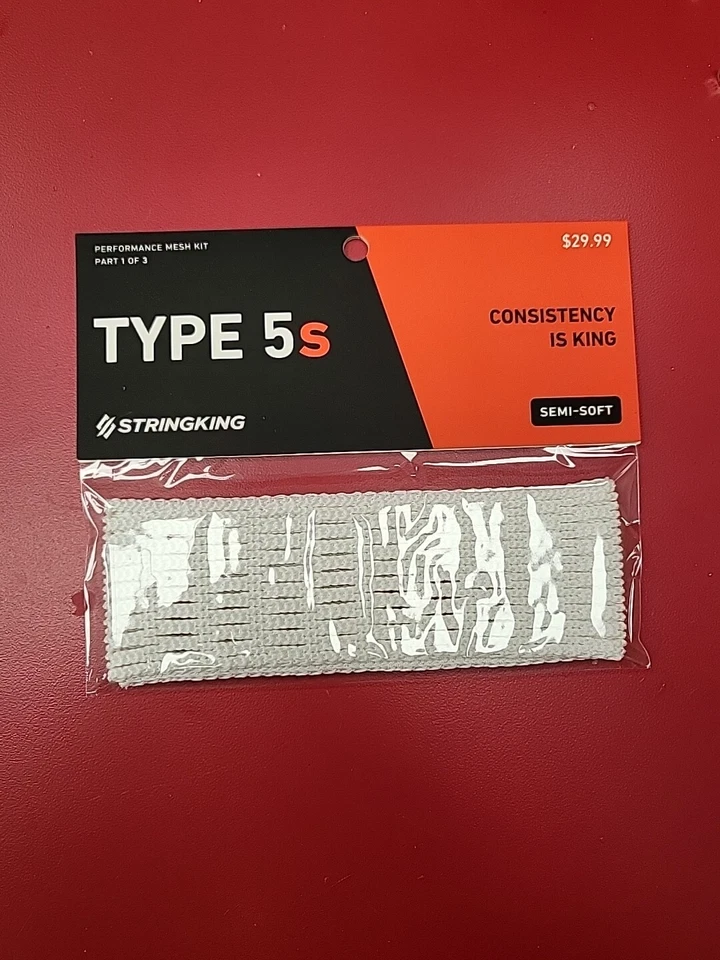 PERFORMANCE MESH KIT
PART 1 OF 3
$29.99
TYPE 5s
CONSISTENCY
IS KING
STRINGKING
SEMI-SOFT